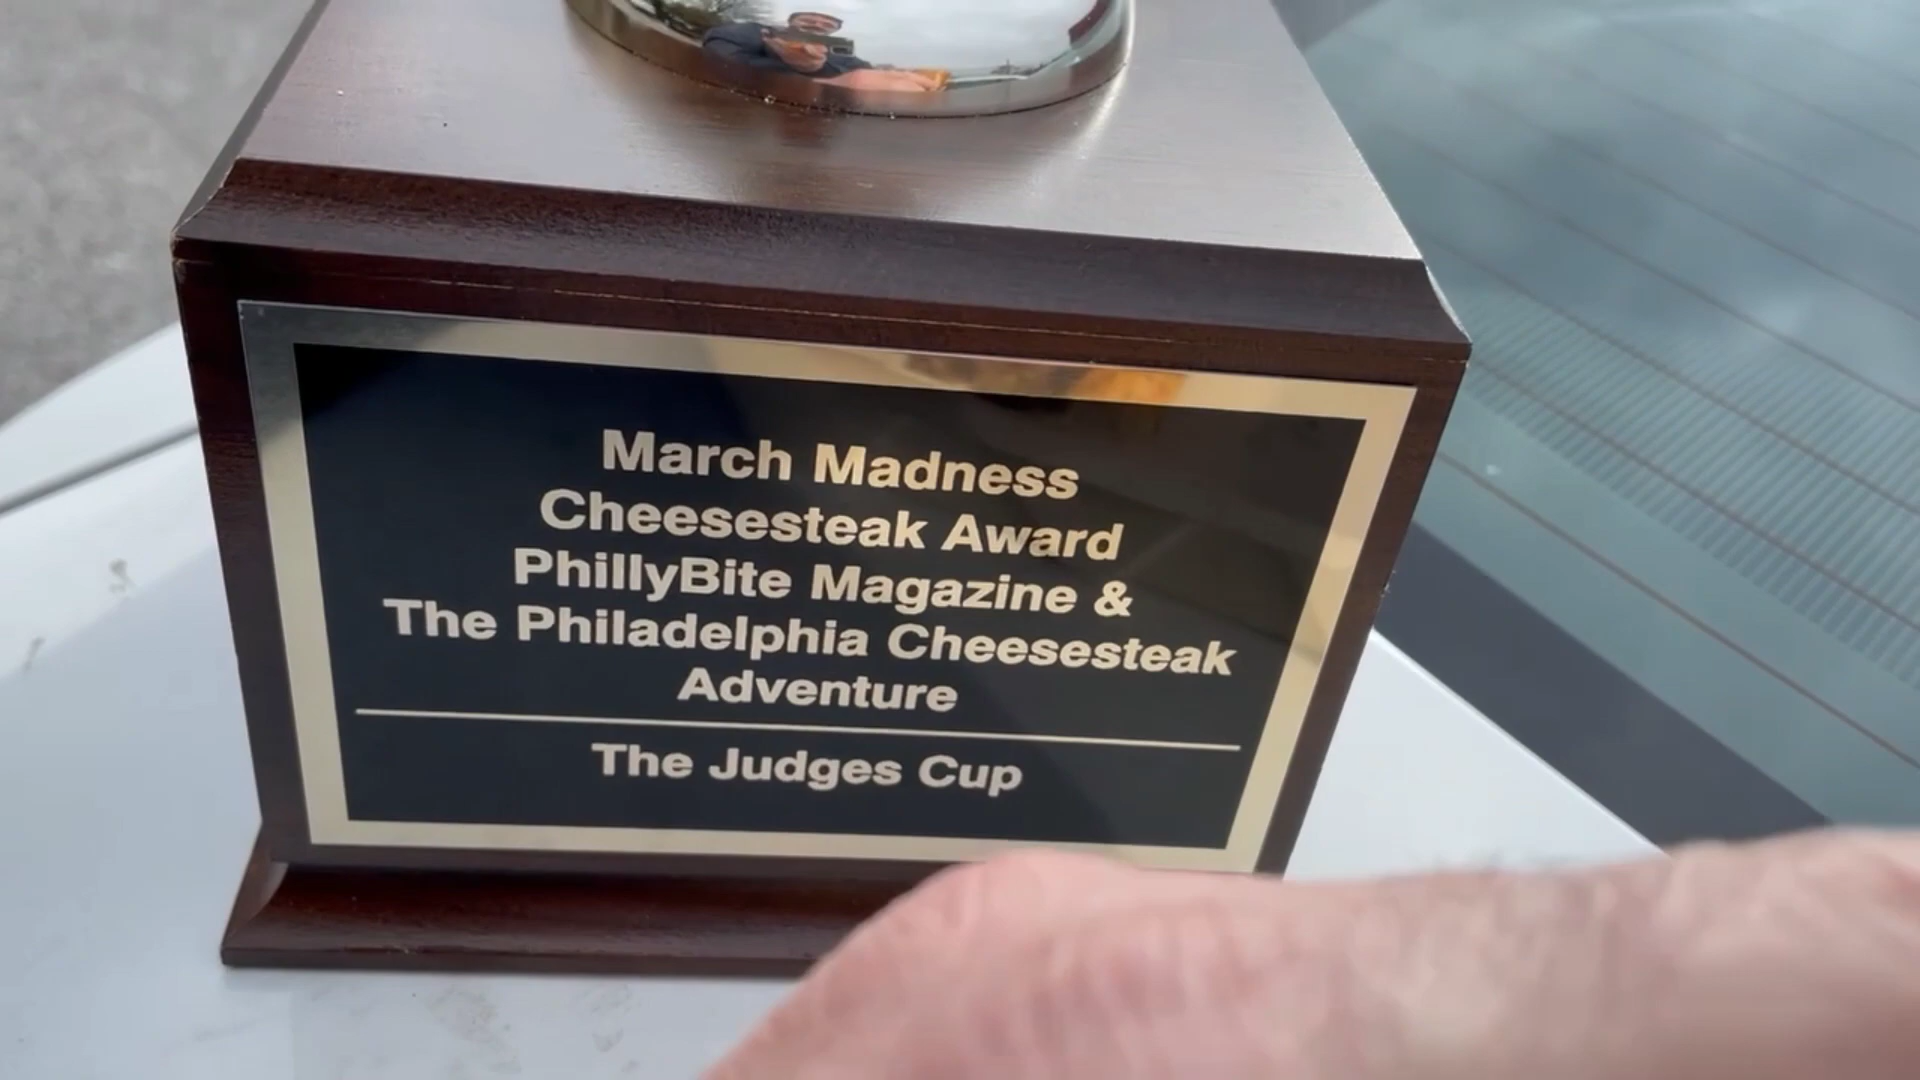 March Madness
Cheesesteak Award
PhillyBite Magazine &
The Philadelphia Cheesesteak
Adventure
The Judges Cup